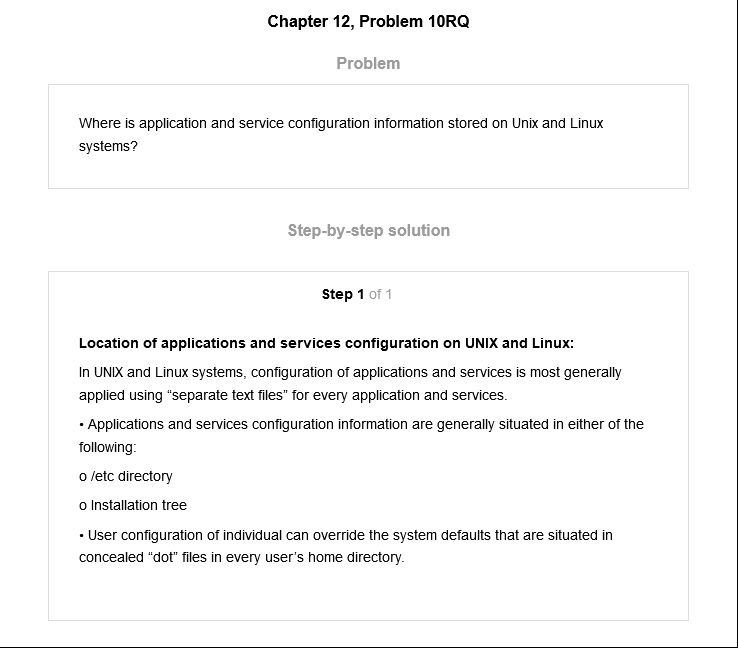 Chapter 12, Problem 10RQ
Problem
Where is application and service configuration information stored on Unix and Linux
systems?
Step-by-step solution
Step 1 of 1
Location of applications and services configuration on UNIX and Linux:
In UNIX and Linux systems, configuration of applications and services is most generally
applied using “separate text files” for every application and services.
• Applications and services configuration information are generally situated in either of the
following:
o /etc directory
o Installation tree
• User configuration of individual can override the system defaults that are situated in
concealed “dot” files in every user’s home directory.